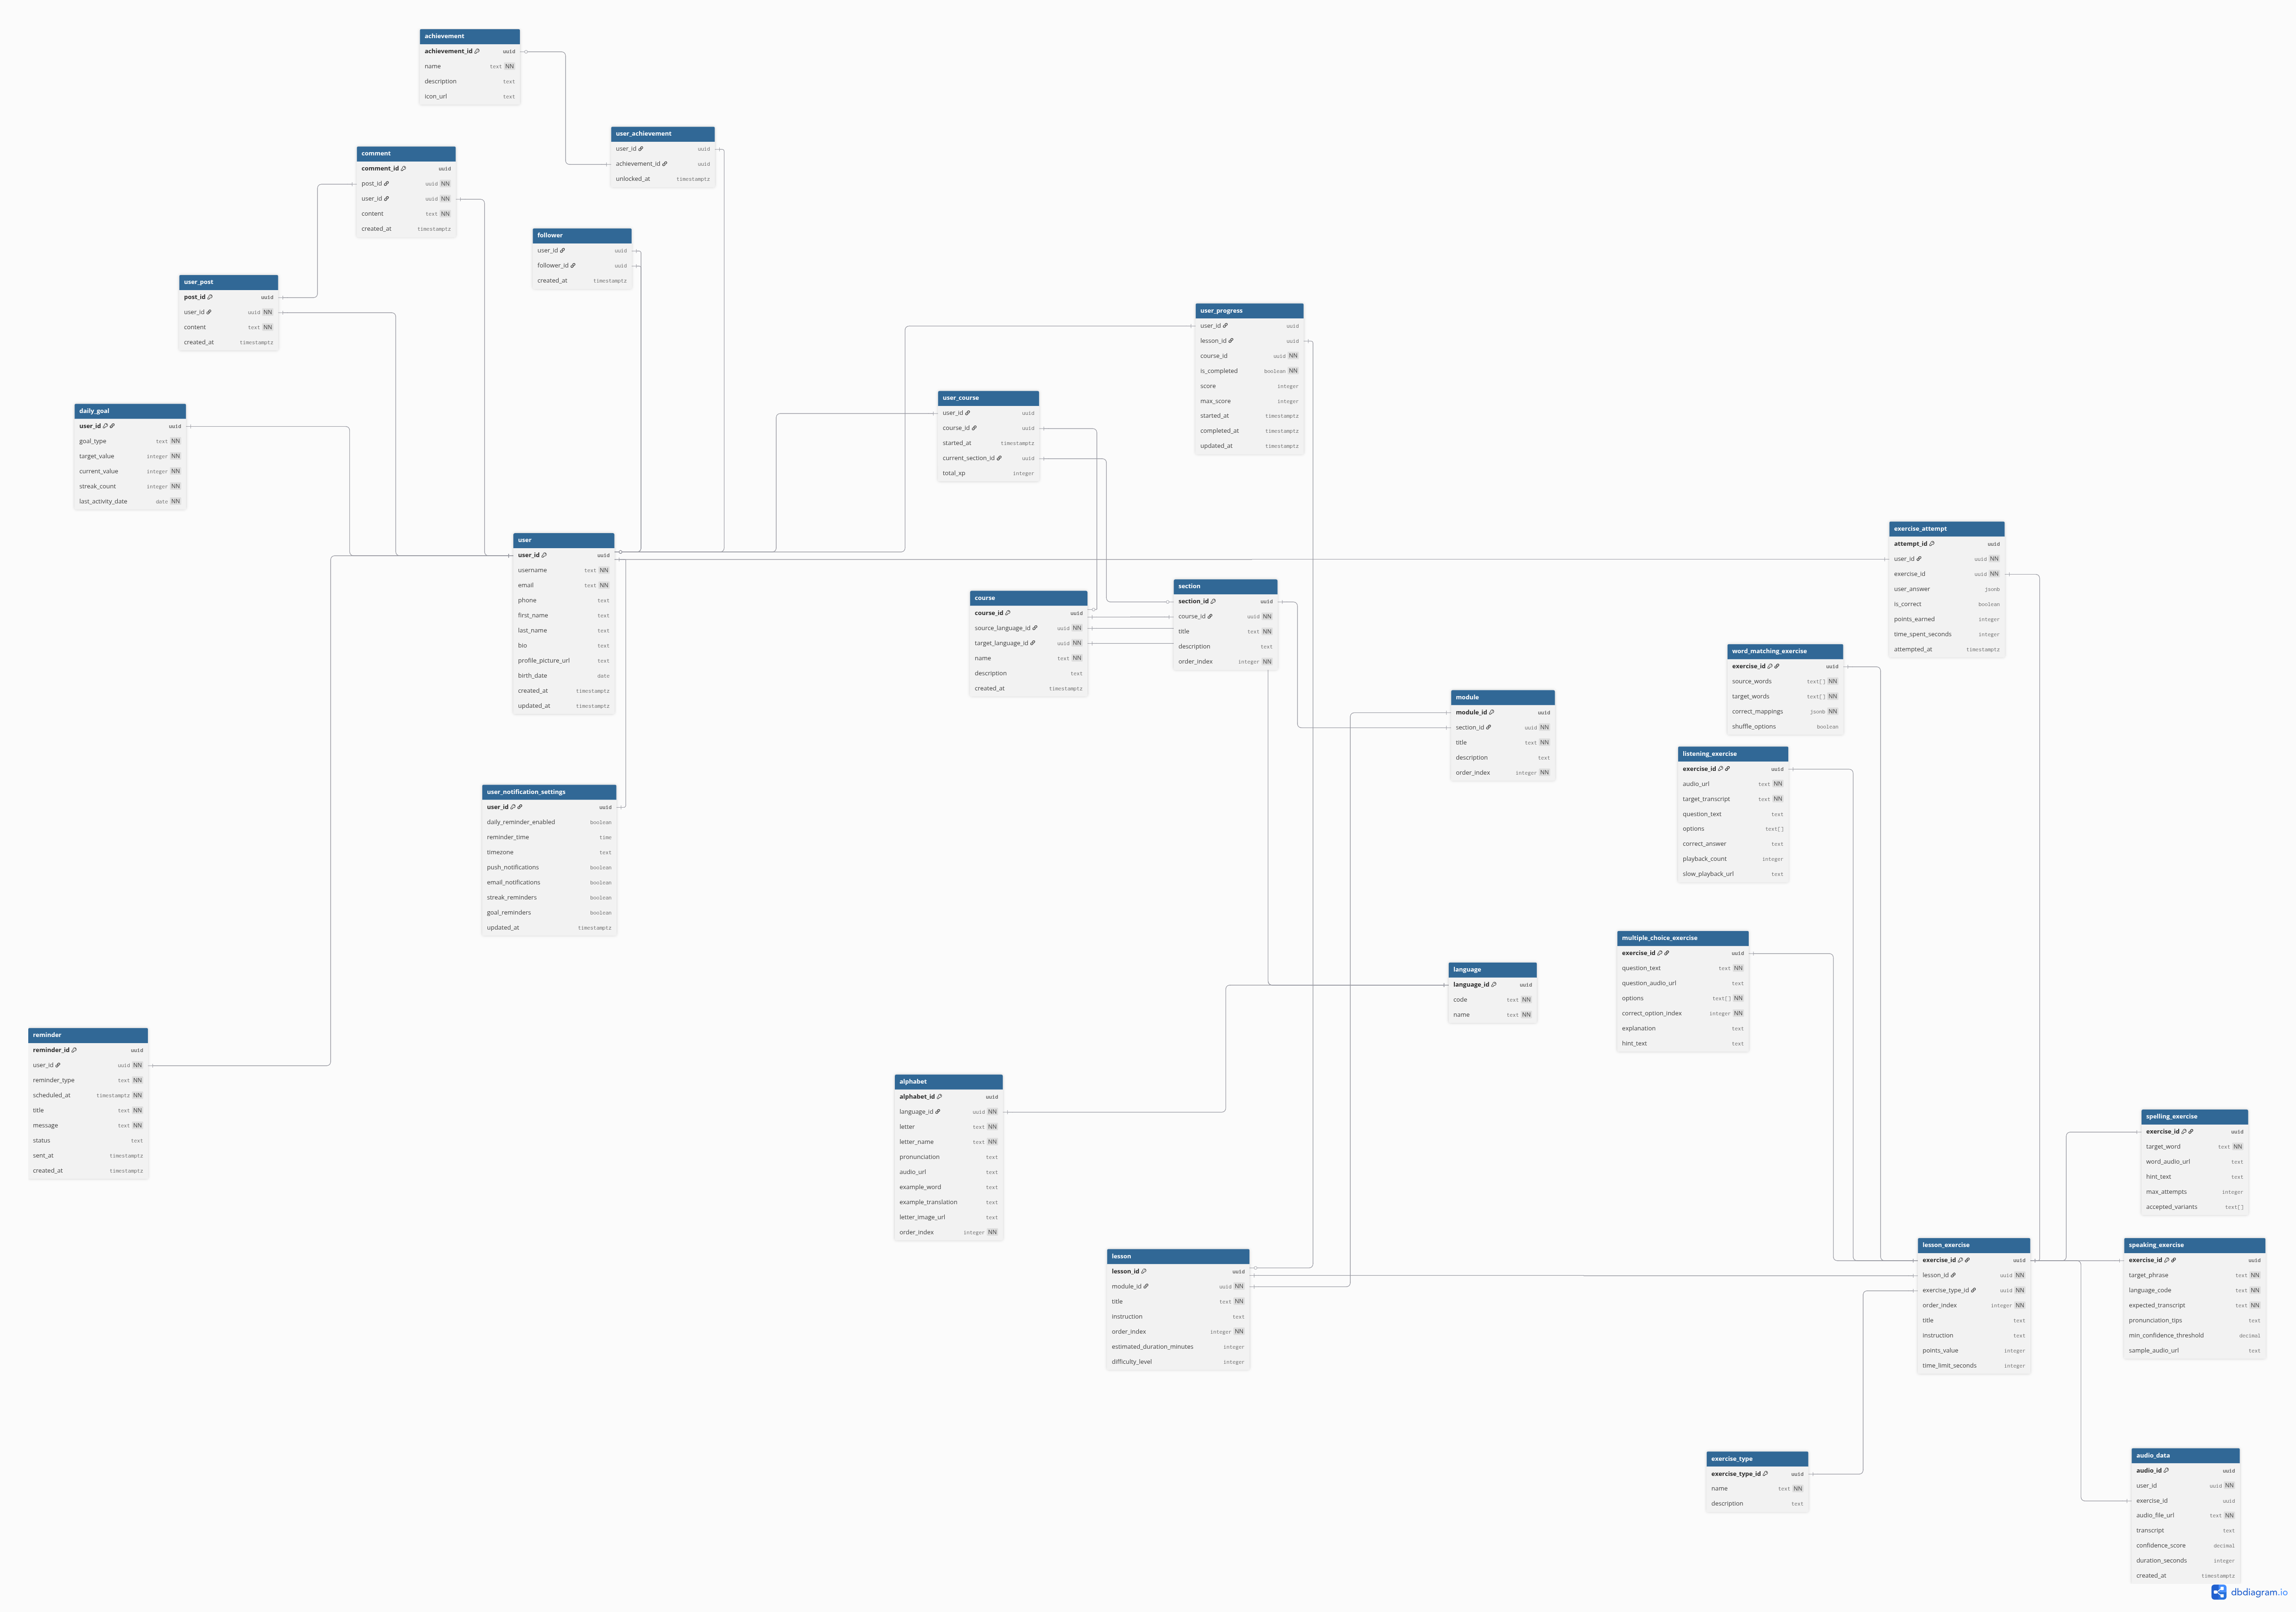 achievement
achievement_id uuid
name text NN
description text
icon_url text
user_achievement
user_id uuid
achievement_id uuid
unlocked_at timestamptz
comment
comment_id uuid
post_id uuid NN
user_id uuid NN
content text NN
created_at timestamptz
follower
user_id uuid
follower_id uuid
created_at timestamptz
user_post
post_id uuid
user_id uuid NN
content text NN
created_at timestamptz
user_progress
user_id uuid
lesson_id uuid
course_id uuid NN
is_completed boolean NN
score integer
max_score integer
started_at timestamptz
completed_at timestamptz
updated_at timestamptz
user_course
user_id uuid
course_id uuid
started_at timestamptz
current_section_id uuid
total_xp integer
daily_goal
user_id uuid
goal_type text NN
target_value integer NN
current_value integer NN
streak_count integer NN
last_activity_date date NN
user
user_id uuid
username text NN
email text NN
phone text
first_name text
last_name text
bio text
profile_picture_url text
birth_date date
created_at timestamptz
updated_at timestamptz
exercise_attempt
attempt_id uuid
user_id uuid NN
exercise_id uuid NN
user_answer jsonb
is_correct boolean
points_earned integer
time_spent_seconds integer
attempted_at timestamptz
course
course_id uuid
source_language_id uuid NN
target_language_id uuid NN
name text NN
description text
created_at timestamptz
section
section_id uuid
course_id uuid NN
title text NN
description text
order_index integer NN
word_matching_exercise
exercise_id uuid
source_words text[] NN
target_words text[] NN
correct_mappings jsonb NN
shuffle_options boolean
module
module_id uuid
section_id uuid NN
title text NN
description text
order_index integer NN
listening_exercise
exercise_id uuid
audio_url text NN
target_transcript text NN
question_text text
options text[]
correct_answer text
playback_count integer
slow_playback_url text
user_notification_settings
user_id uuid
daily_reminder_enabled boolean
reminder_time time
timezone text
push_notifications boolean
email_notifications boolean
streak_reminders boolean
goal_reminders boolean
updated_at timestamptz
multiple_choice_exercise
exercise_id uuid
question_text text NN
question_audio_url text
options text[] NN
correct_option_index integer NN
explanation text
hint_text text
language
language_id uuid
code text NN
name text NN
reminder
reminder_id uuid
user_id uuid NN
reminder_type text NN
scheduled_at timestamptz NN
title text NN
message text NN
status text
sent_at timestamptz
created_at timestamptz
alphabet
alphabet_id uuid
language_id uuid NN
letter text NN
letter_name text NN
pronunciation text
audio_url text
example_word text
example_translation text
letter_image_url text
order_index integer NN
spelling_exercise
exercise_id uuid
target_word text NN
word_audio_url text
hint_text text
max_attempts integer
accepted_variants text[]
lesson
lesson_id uuid
module_id uuid NN
title text NN
instruction text
order_index integer NN
estimated_duration_minutes integer
difficulty_level integer
lesson_exercise
exercise_id uuid
lesson_id uuid NN
exercise_type_id uuid NN
order_index integer NN
title text
instruction text
points_value integer
time_limit_seconds integer
speaking_exercise
exercise_id uuid
target_phrase text NN
language_code text NN
expected_transcript text NN
pronunciation_tips text
min_confidence_threshold decimal
sample_audio_url text
exercise_type
exercise_type_id uuid
name text NN
description text
audio_data
audio_id uuid
user_id uuid NN
exercise_id uuid
audio_file_url text NN
transcript text
confidence_score decimal
duration_seconds integer
created_at timestamptz
dbdiagram.io